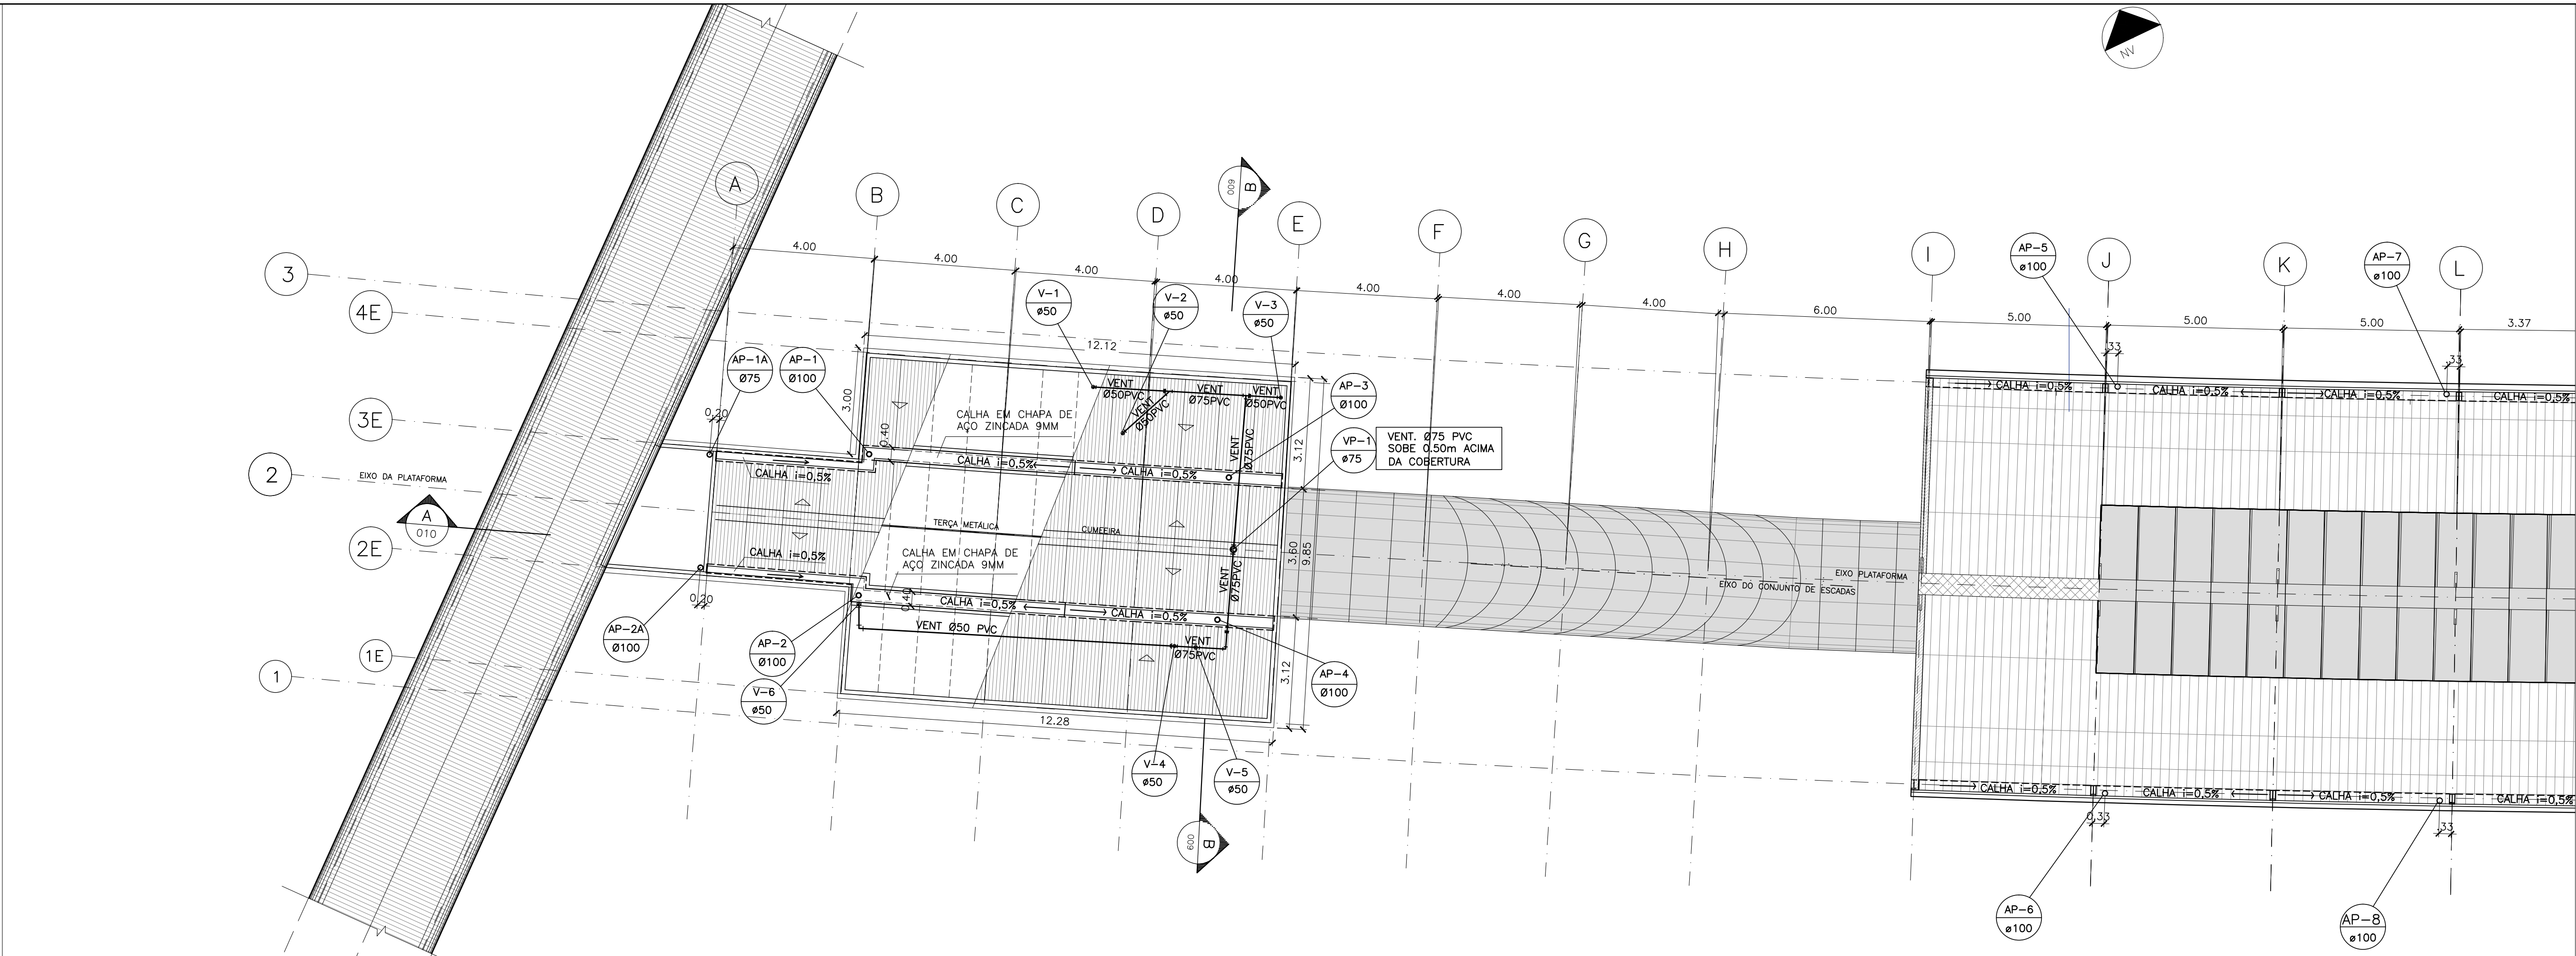 NV
A
B
C
D
E
F
G
H
I
J
K
L
3
4E
3E
2
2E
1E
1
B
009
A
010
B
009
4.00
4.00
4.00
4.00
4.00
4.00
4.00
6.00
5.00
5.00
5.00
3.37
V-1
ø50
V-2
ø50
V-3
ø50
AP-5
ø100
AP-7
ø100
12.12
AP-1A
Ø75
AP-1
Ø100
3.00
0.20
0.40
CALHA EM CHAPA DE
AÇO ZINCADA 9MM
VENT
Ø50PVC
VENT
Ø50PVC
VENT
Ø75PVC
VENT
Ø50PVC
VENT
Ø75PVC
AP-3
Ø100
3.12
VP-1
ø75
VENT. Ø75 PVC
SOBE 0.50m ACIMA
DA COBERTURA
CALHA i=0,5%
CALHA i=0,5%
CALHA i=0,5%
EIXO DA PLATAFORMA
TERÇA METÁLICA
CUMEEIRA
CALHA EM CHAPA DE
AÇO ZINCADA 9MM
CALHA i=0,5%
VENT
Ø75PVC
3.60
9.85
0.20
0.40
CALHA i=0,5%
CALHA i=0,5%
VENT Ø50 PVC
VENT
Ø75PVC
AP-2A
Ø100
AP-2
Ø100
V-6
ø50
3.12
AP-4
Ø100
12.28
V-4
ø50
V-5
ø50
EIXO PLATAFORMA
EIXO DO CONJUNTO DE ESCADAS
.33
.33
CALHA i=0,5%
CALHA i=0,5%
CALHA i=0,5%
CALHA i=0,5%
CALHA i=0,5%
CALHA i=0,5%
CALHA i=0,5%
CALHA i=0,5%
0.33
.33
AP-6
ø100
AP-8
ø100